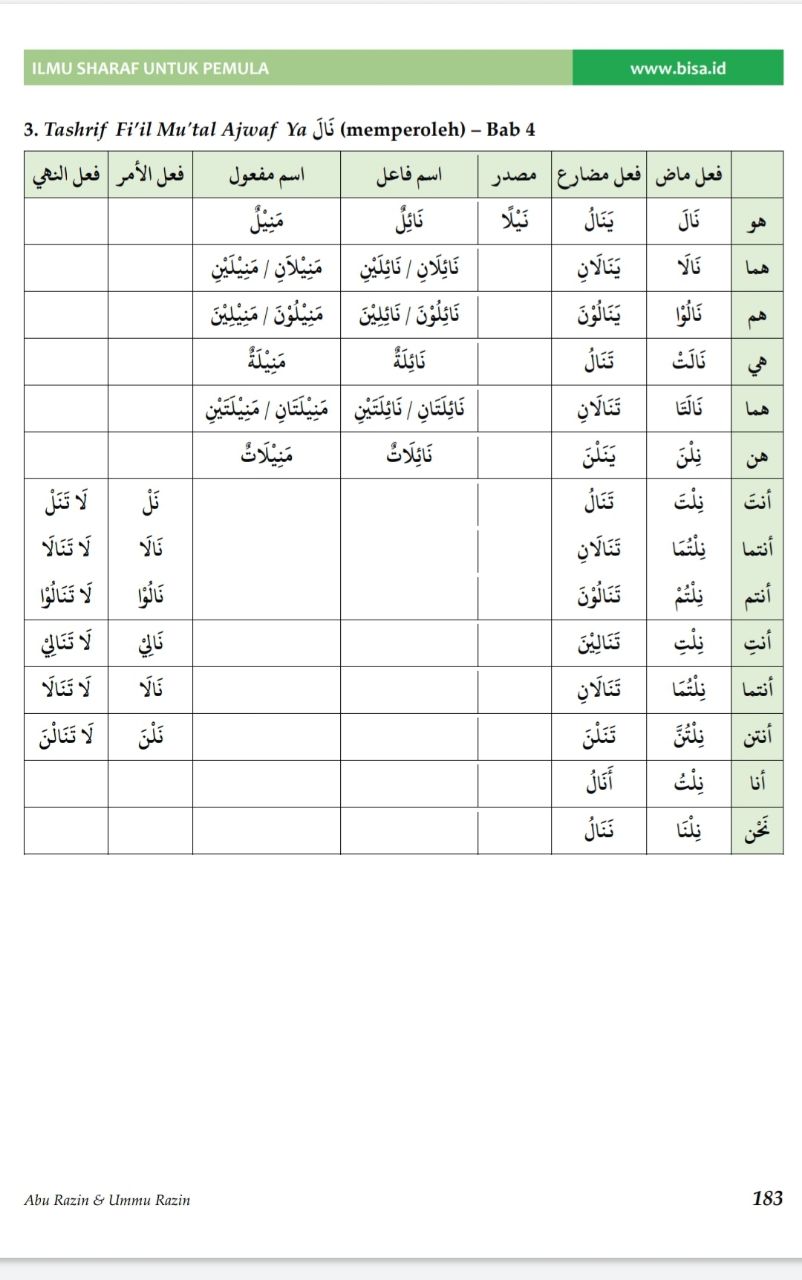 ILMU SHARAF UNTUK PEMULA www.bisa.id
3. Tashrif Fi'il Mu'tal Ajwaf Ya نَالَ (memperoleh) – Bab 4
فعل ماض فعل مضارع مصدر اسم فاعل اسم مفعول فعل الأمر فعل النهي
هو نَالَ يَنَالُ نَيْلًا نَائِلٌ مَنِيْلٌ
هما نَالَا يَنَالَانِ نَائِلَانِ / نَائِلَيْنِ مَنِيْلاَنِ / مَنِيْلَيْنِ
هم نَالُوْا يَنَالُوْنَ نَائِلُوْنَ / نَائِلِيْنَ مَنِيْلُوْنَ / مَنِيْلِيْنَ
هي نَالَتْ تَنَالُ نَائِلَةٌ مَنِيْلَةٌ
هما نَالَتَا تَنَالَانِ نَائِلَتَانِ / نَائِلَتَيْنِ مَنِيْلَتَانِ / مَنِيْلَتَيْنِ
هن نِلْنَ يَنَلْنَ نَائِلَاتٌ مَنِيْلَاتٌ
أنتَ نِلْتَ تَنَالُ نَلْ لَا تَنَلْ
أنتما نِلْتُمَا تَنَالَانِ نَالَا لَا تَنَالَا
أنتم نِلْتُمْ تَنَالُوْنَ نَالُوْا لَا تَنَالُوْا
أنتِ نِلْتِ تَنَالِيْنَ نَالِيْ لَا تَنَالِيْ
أنتما نِلْتُمَا تَنَالَانِ نَالَا لَا تَنَالَا
أنتن نِلْتُنَّ تَنَلْنَ نَلْنَ لَا تَنَالْنَ
أنا نِلْتُ أَنَالُ
نَحْن نِلْنَا نَنَالُ
Abu Razin & Ummu Razin 183